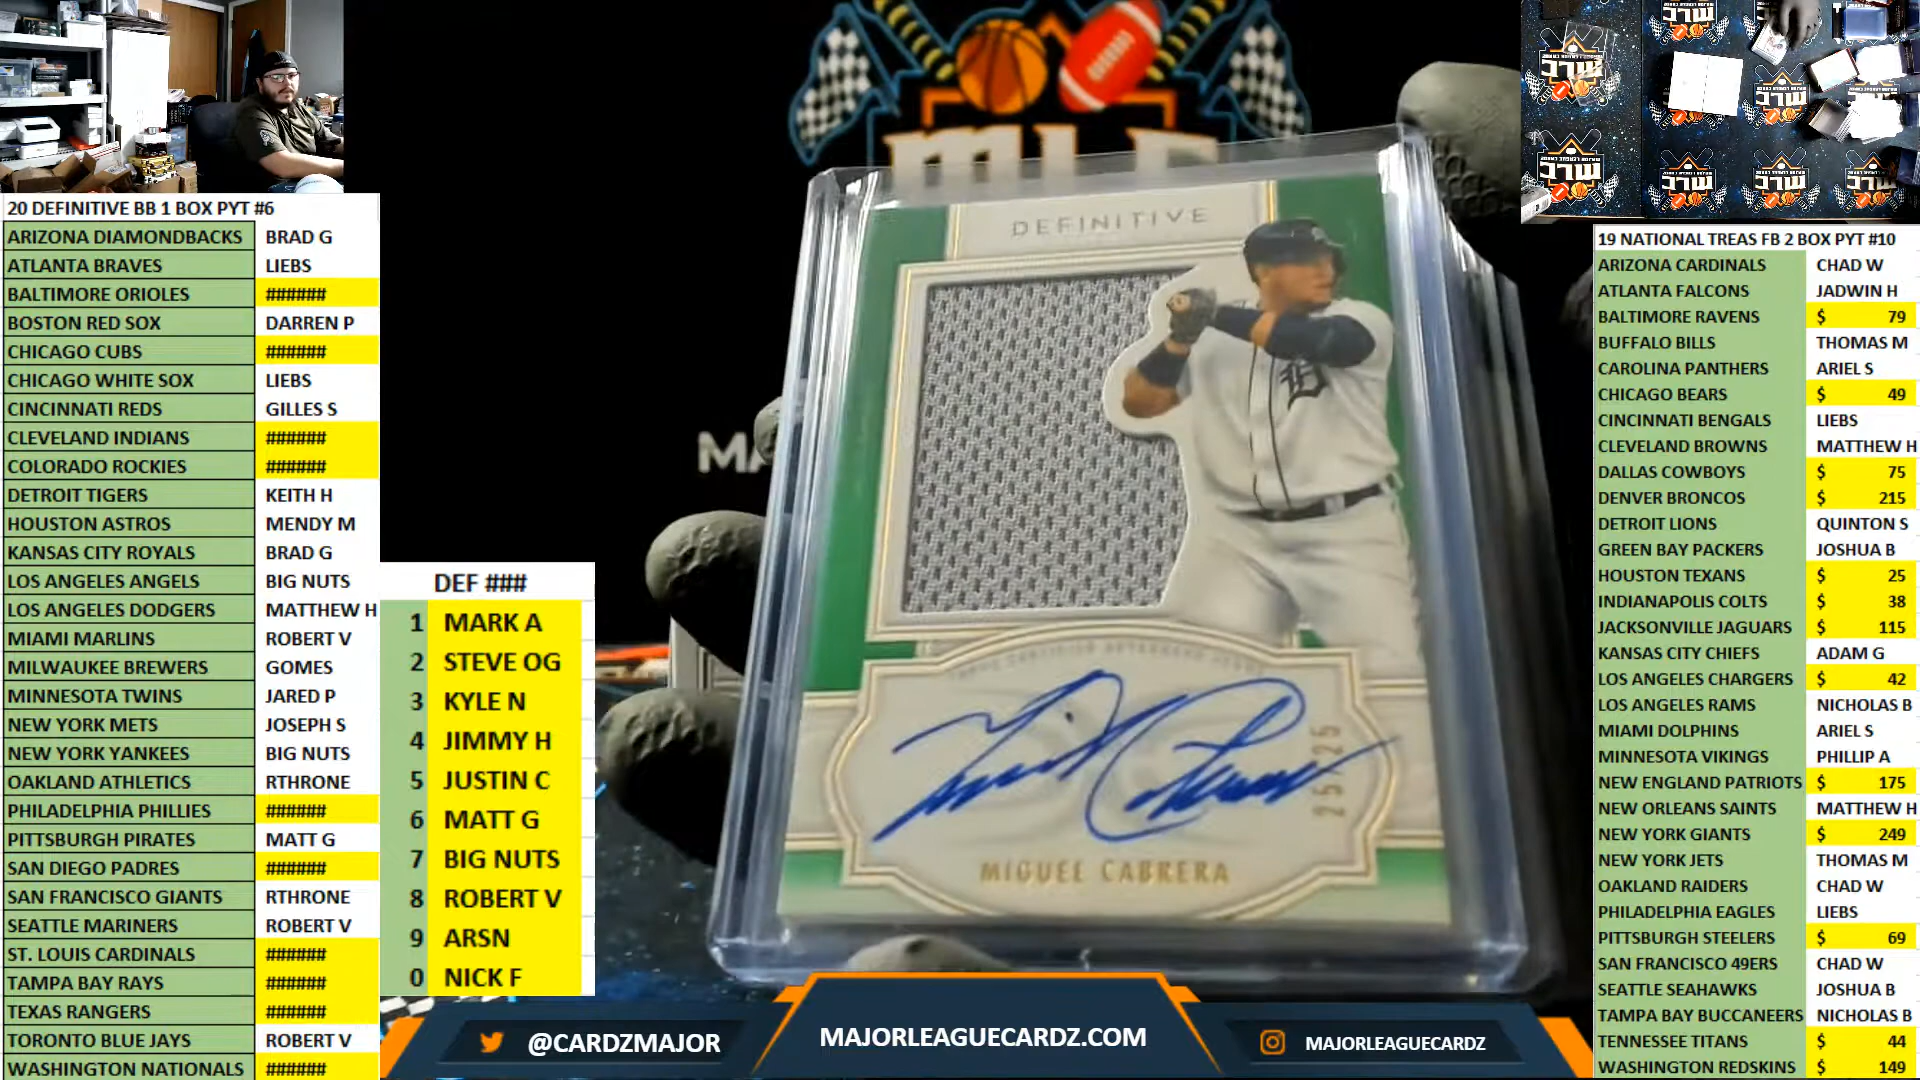 20 DEFINITIVE BB 1 BOX PYT #6
ARIZONA DIAMONDBACKS BRAD G
ATLANTA BRAVES LIEBS
BALTIMORE ORIOLES ######
BOSTON RED SOX DARREN P
CHICAGO CUBS ######
CHICAGO WHITE SOX LIEBS
CINCINNATI REDS GILLES S
CLEVELAND INDIANS ######
COLORADO ROCKIES ######
DETROIT TIGERS KEITH H
HOUSTON ASTROS MENDY M
KANSAS CITY ROYALS BRAD G
LOS ANGELES ANGELS BIG NUTS
LOS ANGELES DODGERS MATTHEW H
MIAMI MARLINS ROBERT V
MILWAUKEE BREWERS GOMES
MINNESOTA TWINS JARED P
NEW YORK METS JOSEPH S
NEW YORK YANKEES BIG NUTS
OAKLAND ATHLETICS RTHRONE
PHILADELPHIA PHILLIES ######
PITTSBURGH PIRATES MATT G
SAN DIEGO PADRES ######
SAN FRANCISCO GIANTS RTHRONE
SEATTLE MARINERS ROBERT V
ST. LOUIS CARDINALS ######
TAMPA BAY RAYS ######
TEXAS RANGERS ######
TORONTO BLUE JAYS ROBERT V
WASHINGTON NATIONALS ######
DEF ###
1 MARK A
2 STEVE OG
3 KYLE N
4 JIMMY H
5 JUSTIN C
6 MATT G
7 BIG NUTS
8 ROBERT V
9 ARSN
0 NICK F
MLC
MA
DEFINITIVE
D
TOPPS CERTIFIED AUTOGRAPH ISSUE
25/25
MIGUEL CABRERA
@CARDZMAJOR
MAJORLEAGUECARDZ.COM
MAJORLEAGUECARDZ
19 NATIONAL TREAS FB 2 BOX PYT #10
ARIZONA CARDINALS CHAD W
ATLANTA FALCONS JADWIN H
BALTIMORE RAVENS $ 79
BUFFALO BILLS THOMAS M
CAROLINA PANTHERS ARIEL S
CHICAGO BEARS $ 49
CINCINNATI BENGALS LIEBS
CLEVELAND BROWNS MATTHEW H
DALLAS COWBOYS $ 75
DENVER BRONCOS $ 215
DETROIT LIONS QUINTON S
GREEN BAY PACKERS JOSHUA B
HOUSTON TEXANS $ 25
INDIANAPOLIS COLTS $ 38
JACKSONVILLE JAGUARS $ 115
KANSAS CITY CHIEFS ADAM G
LOS ANGELES CHARGERS $ 42
LOS ANGELES RAMS NICHOLAS B
MIAMI DOLPHINS ARIEL S
MINNESOTA VIKINGS PHILLIP A
NEW ENGLAND PATRIOTS $ 175
NEW ORLEANS SAINTS MATTHEW H
NEW YORK GIANTS $ 249
NEW YORK JETS THOMAS M
OAKLAND RAIDERS CHAD W
PHILADELPHIA EAGLES LIEBS
PITTSBURGH STEELERS $ 69
SAN FRANCISCO 49ERS CHAD W
SEATTLE SEAHAWKS JOSHUA B
TAMPA BAY BUCCANEERS NICHOLAS B
TENNESSEE TITANS $ 44
WASHINGTON REDSKINS $ 149